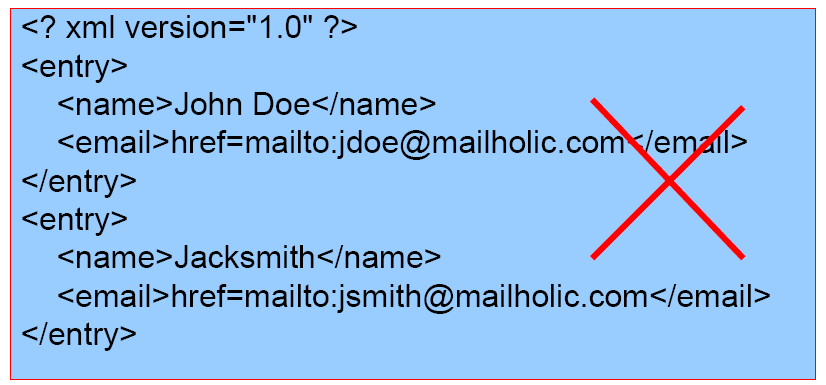 <? xml version="1.0" ?>
<entry>
<name>John Doe</name>
<email>href=mailto:jdoe@mailholic.com</email>
</entry>
<entry>
<name>Jacksmith</name>
<email>href=mailto:jsmith@mailholic.com</email>
</entry>